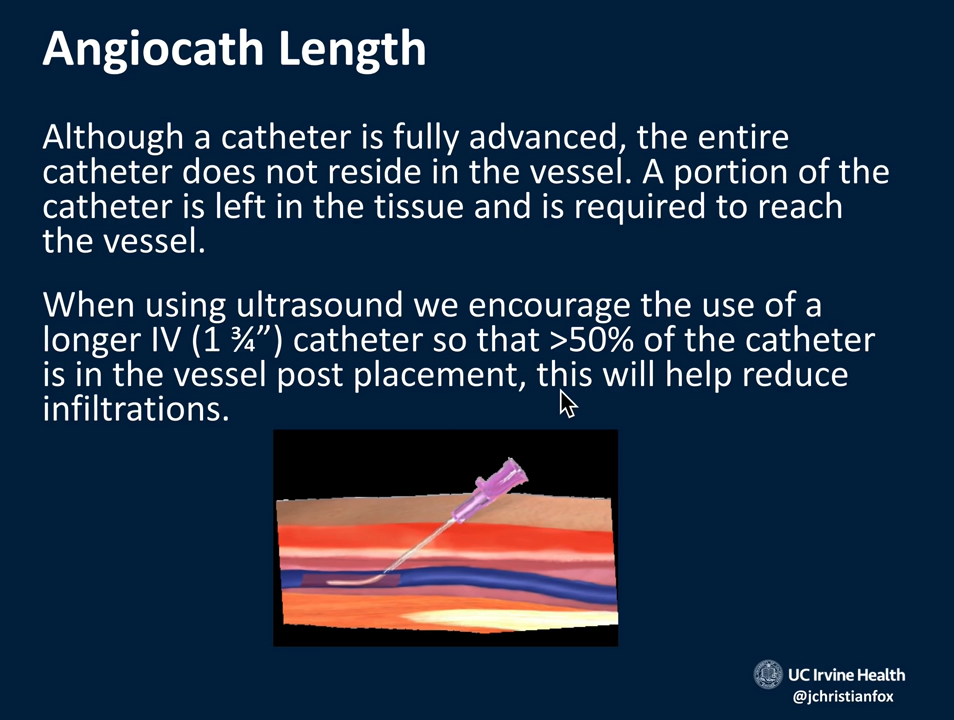 Angiocath Length
Although a catheter is fully advanced, the entire
catheter does not reside in the vessel. A portion of the
catheter is left in the tissue and is required to reach
the vessel.
When using ultrasound we encourage the use of a
longer IV (1 ¾”) catheter so that >50% of the catheter
is in the vessel post placement, this will help reduce
infiltrations.
UC Irvine Health
@jchristianfox